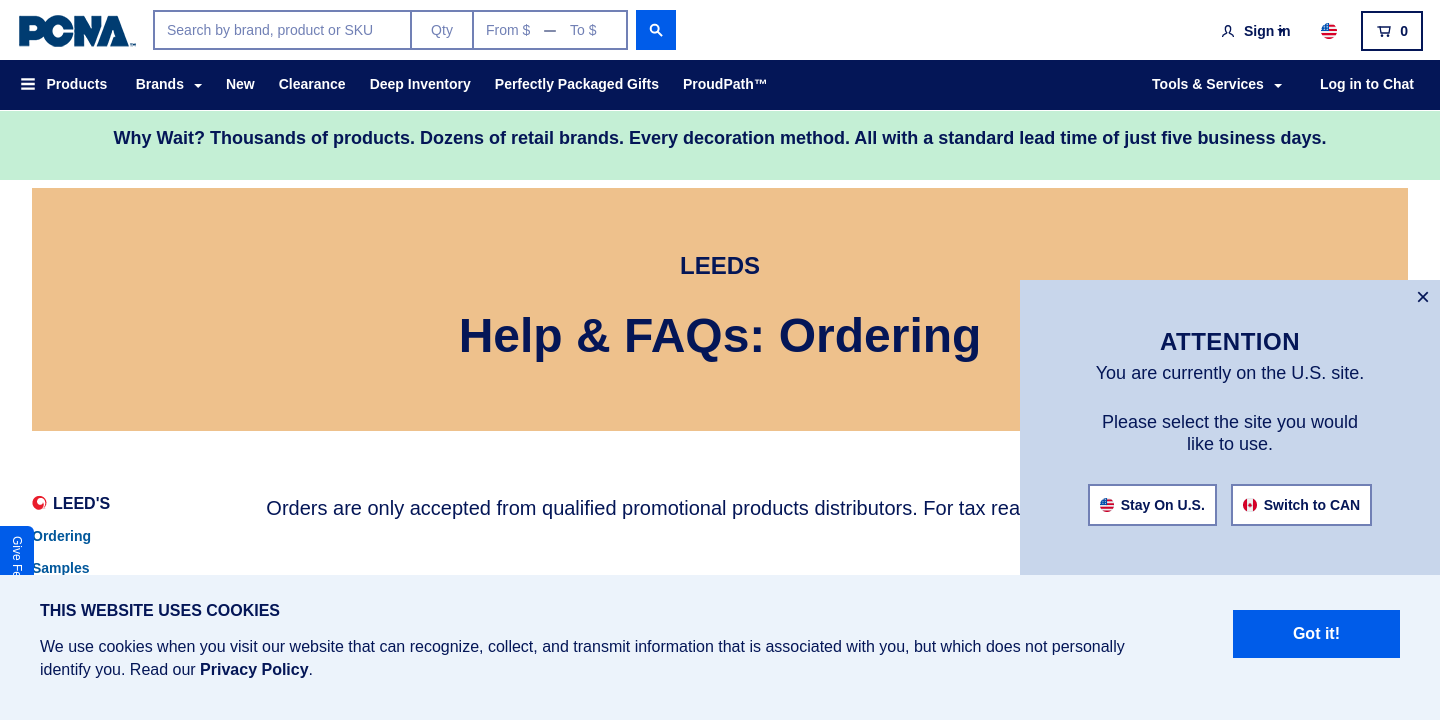 PCNA™
Search by brand, product or SKU
Qty
From $ — To $
Sign in
0
Products
Brands
New
Clearance
Deep Inventory
Perfectly Packaged Gifts
ProudPath™
Tools & Services
Log in to Chat
Why Wait? Thousands of products. Dozens of retail brands. Every decoration method. All with a standard lead time of just five business days.
LEEDS
Help & FAQs: Ordering
×
ATTENTION
You are currently on the U.S. site.
Please select the site you would
like to use.
Stay On U.S.
Switch to CAN
LEED'S
Ordering
Samples
Orders are only accepted from qualified promotional products distributors. For tax
Give
THIS WEBSITE USES COOKIES
We use cookies when you visit our website that can recognize, collect, and transmit information that is associated with you, but which does not personally
identify you. Read our Privacy Policy.
Got it!